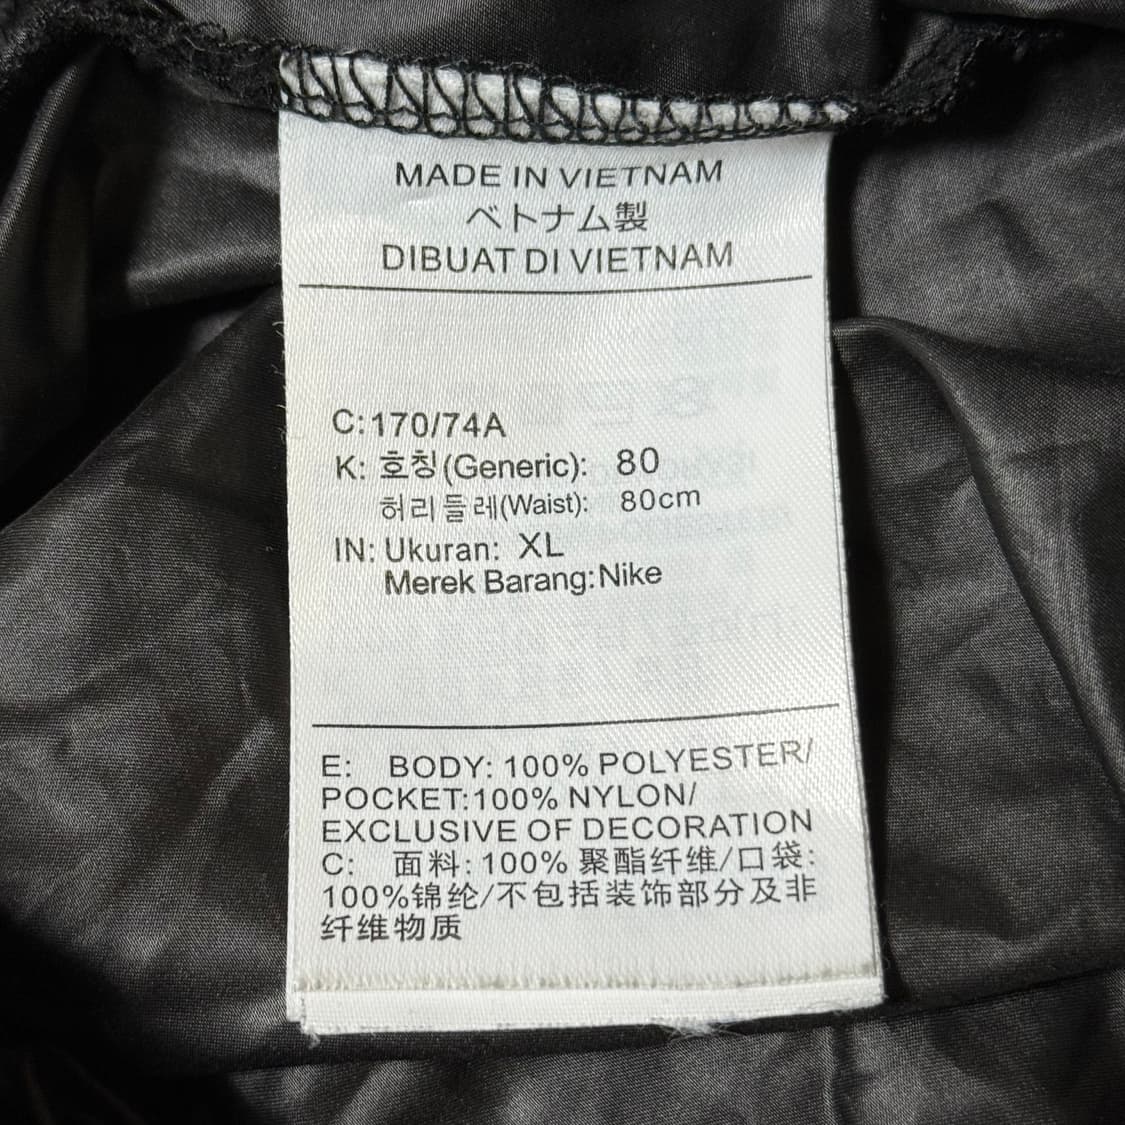 MADE IN VIETNAM
ベトナム製
DIBUAT DI VIETNAM
C:170/74A
K: 호칭(Generic): 80
허리둘레(Waist): 80cm
IN: Ukuran: XL
Merek Barang:Nike
E: BODY: 100% POLYESTER/
POCKET:100% NYLON/
EXCLUSIVE OF DECORATION
C: 面料: 100% 聚酯纤维/口袋:
100%锦纶/不包括装饰部分及非
纤维物质